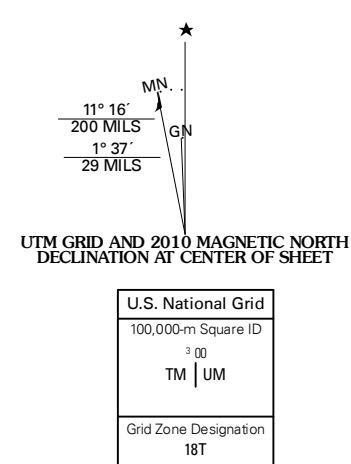 MN
11° 16´
200 MILS
GN
1° 37´
29 MILS
UTM GRID AND 2010 MAGNETIC NORTH
DECLINATION AT CENTER OF SHEET
U.S. National Grid
100,000-m Square ID
3 00
TM | UM
Grid Zone Designation
18T